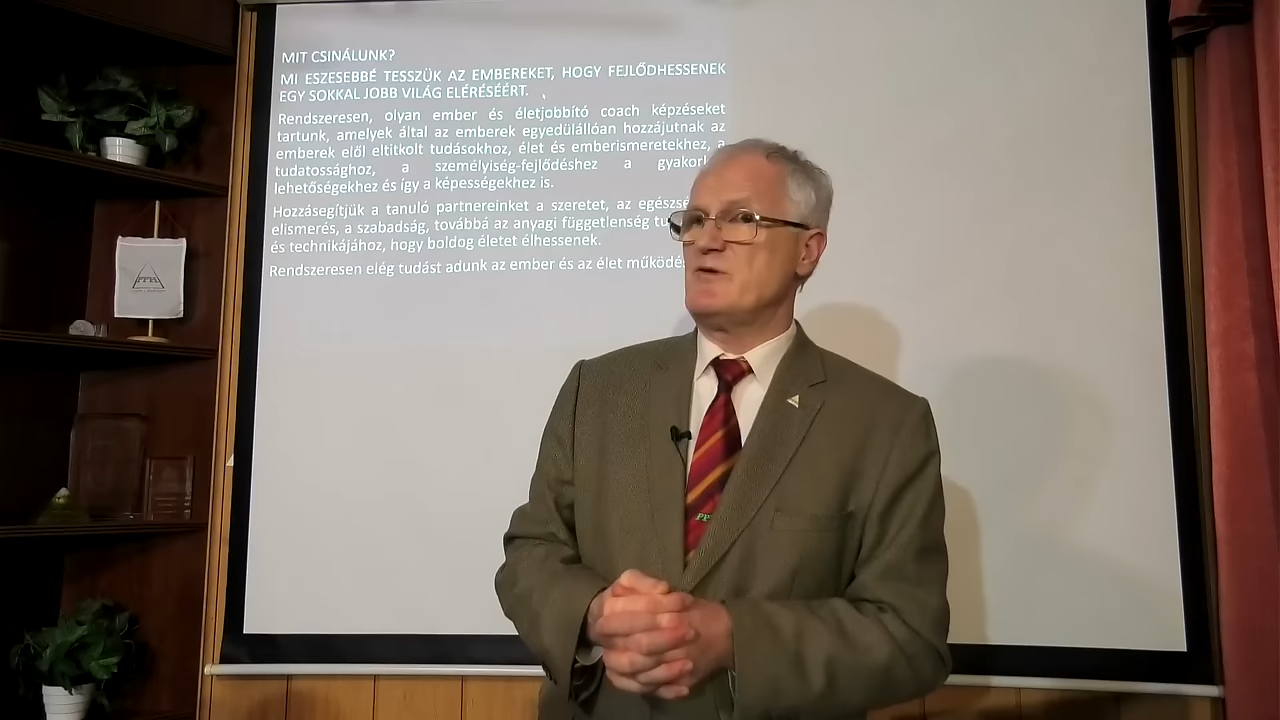 MIT CSINÁLUNK?
MI ESZESEBBÉ TESSZÜK AZ EMBEREKET, HOGY FEJLŐDHESSENEK
EGY SOKKAL JOBB VILÁG ELÉRÉSÉÉRT.
Rendszeresen, olyan ember és életjobbító coach képzéseket
tartunk, amelyek által az emberek egyedülállóan hozzájutnak az
emberek elől eltitkolt tudásokhoz, élet és emberismeretekhez, a
tudatossághoz, a személyiség-fejlődéshez a
lehetőségekhez és így a képességekhez is.
Hozzásegítjük a tanuló partnereinket a szeretet, az
elismerés, a szabadság, továbbá az anyagi függetlenség
és technikájához, hogy boldog életet élhessenek.
Rendszeresen elég tudást adunk az ember és az élet
PP